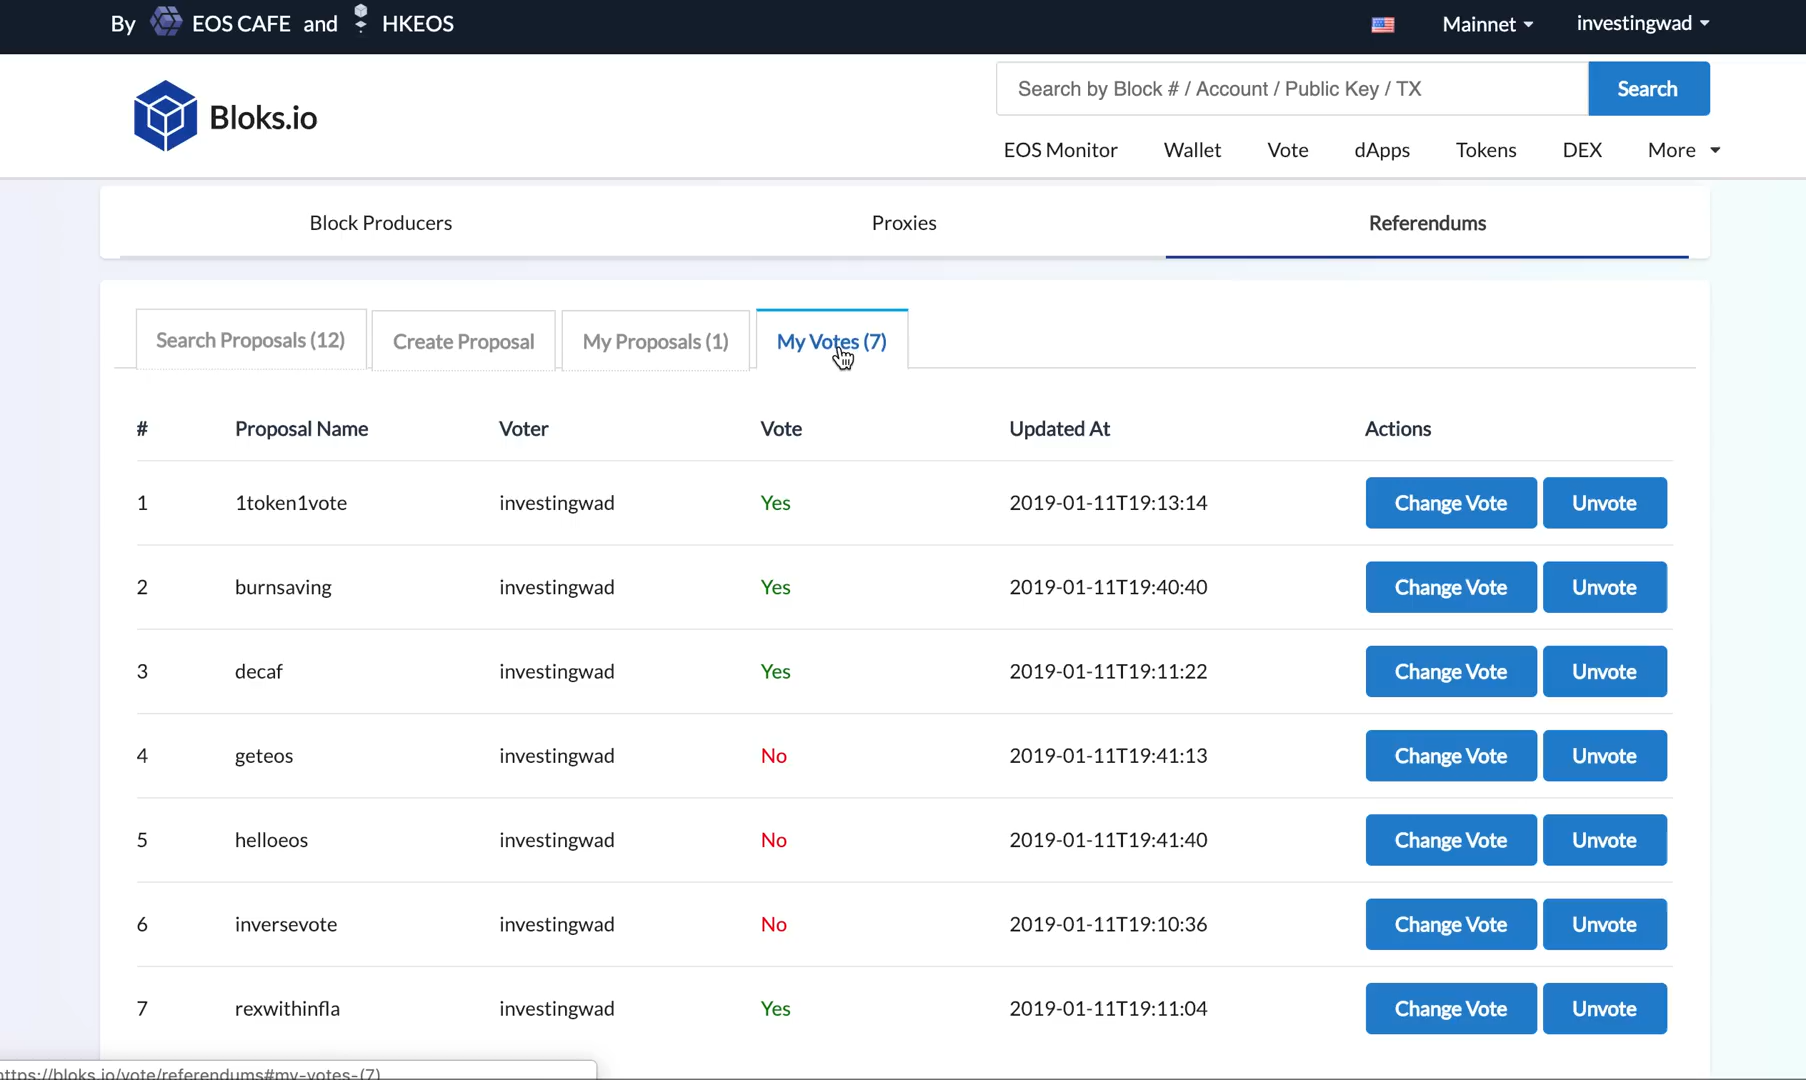 By EOS CAFE and HKEOS
Mainnet
investingwad
Bloks.io
Search by Block # / Account / Public Key / TX
Search
EOS Monitor Wallet Vote dApps Tokens DEX More
Block Producers Proxies Referendums
Search Proposals (12) Create Proposal My Proposals (1) My Votes (7)
# Proposal Name Voter Vote Updated At Actions
1 1token1vote investingwad Yes 2019-01-11T19:13:14 Change Vote Unvote
2 burnsaving investingwad Yes 2019-01-11T19:40:40 Change Vote Unvote
3 decaf investingwad Yes 2019-01-11T19:11:22 Change Vote Unvote
4 geteos investingwad No 2019-01-11T19:41:13 Change Vote Unvote
5 helloeos investingwad No 2019-01-11T19:41:40 Change Vote Unvote
6 inversevote investingwad No 2019-01-11T19:10:36 Change Vote Unvote
7 rexwithinfla investingwad Yes 2019-01-11T19:11:04 Change Vote Unvote
https://bloks.io/vote/referendums#my-votes-(7)